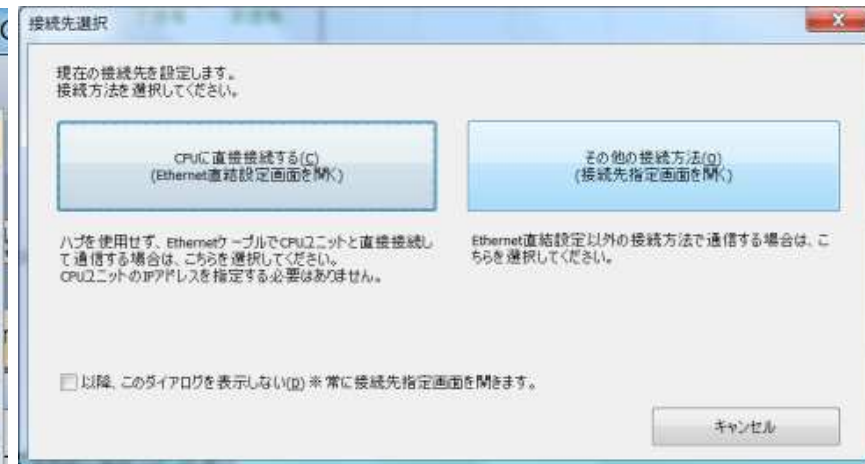 接続先選択
現在の接続先を設定します。
接続方法を選択してください。
CPUに直接接続する(C)
(Ethernet直結設定画面を開く)
その他の接続方法(O)
(接続先指定画面を開く)
ハブを使用せず、Ethernetケーブルで CPUユニットと直接接続し
て通信する場合は、こちらを選択してください。
CPUユニットのIPアドレスを指定する必要はありません。
Ethernet直結設定以外の接続方法で通信する場合は、こ
ちらを選択してください。
以降、このダイアログを表示しない(D) ※ 常に接続先指定画面を開きます。
キャンセル